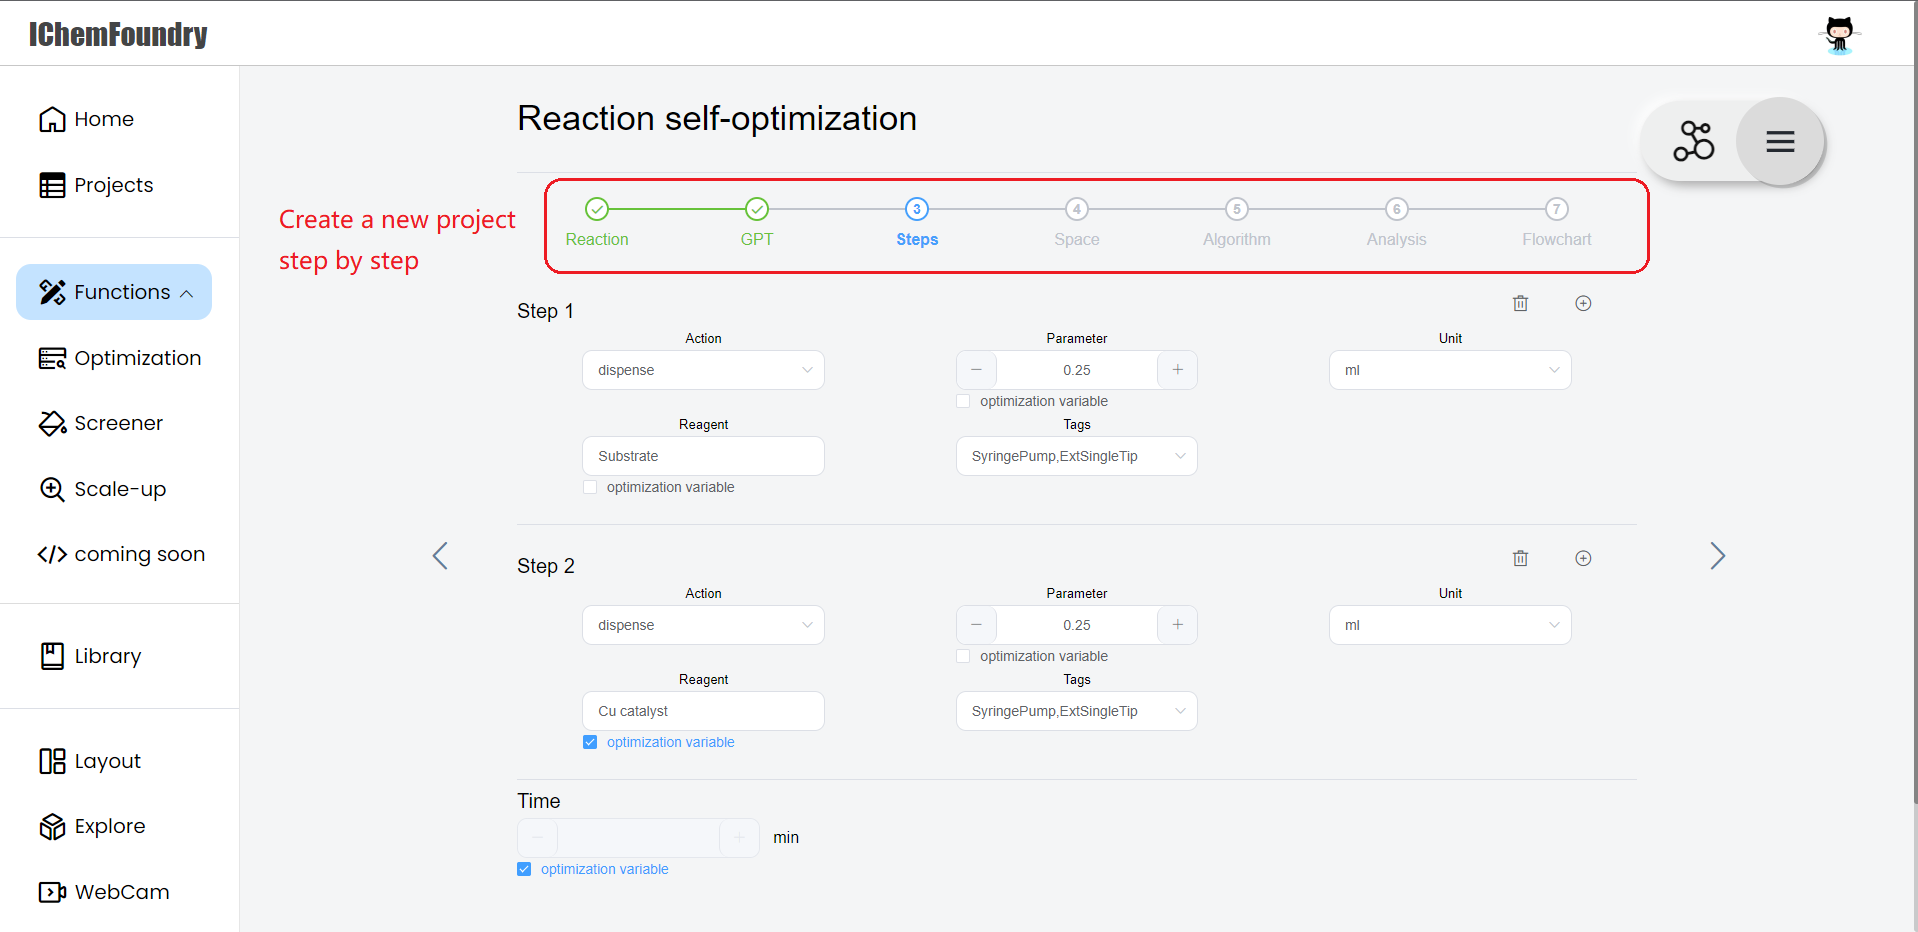 IChemFoundry
Home
Projects
Functions
Optimization
Screener
Scale-up
</> coming soon
Library
Layout
Explore
WebCam
Reaction self-optimization
Create a new project
step by step
3 4 5 6 7
Reaction GPT Steps Space Algorithm Analysis Flowchart
Step 1
Action Parameter Unit
dispense − 0.25 + ml
optimization variable
Reagent Tags
Substrate SyringePump,ExtSingleTip
optimization variable
Step 2
Action Parameter Unit
dispense − 0.25 + ml
optimization variable
Reagent Tags
Cu catalyst SyringePump,ExtSingleTip
optimization variable
Time
− + min
optimization variable